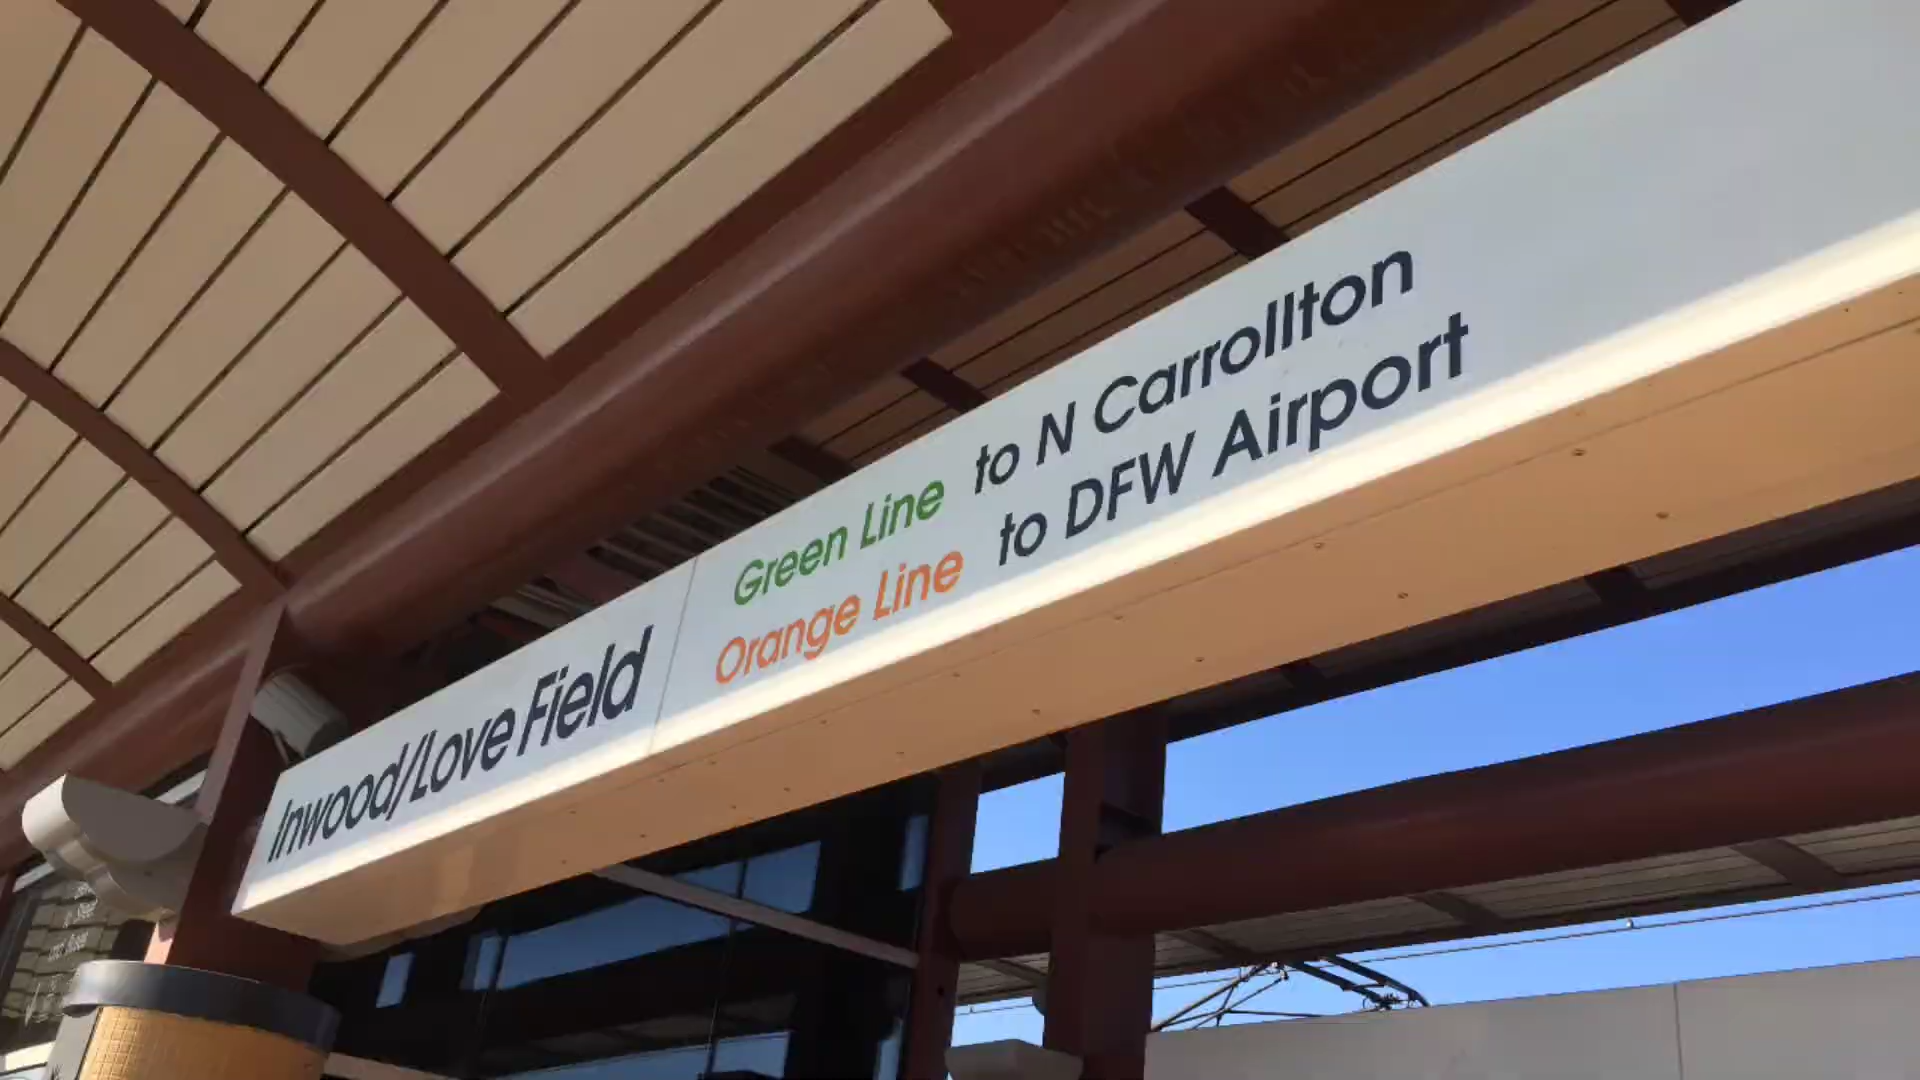 Inwood/Love Field
Green Line to N Carrollton
Orange Line to DFW Airport